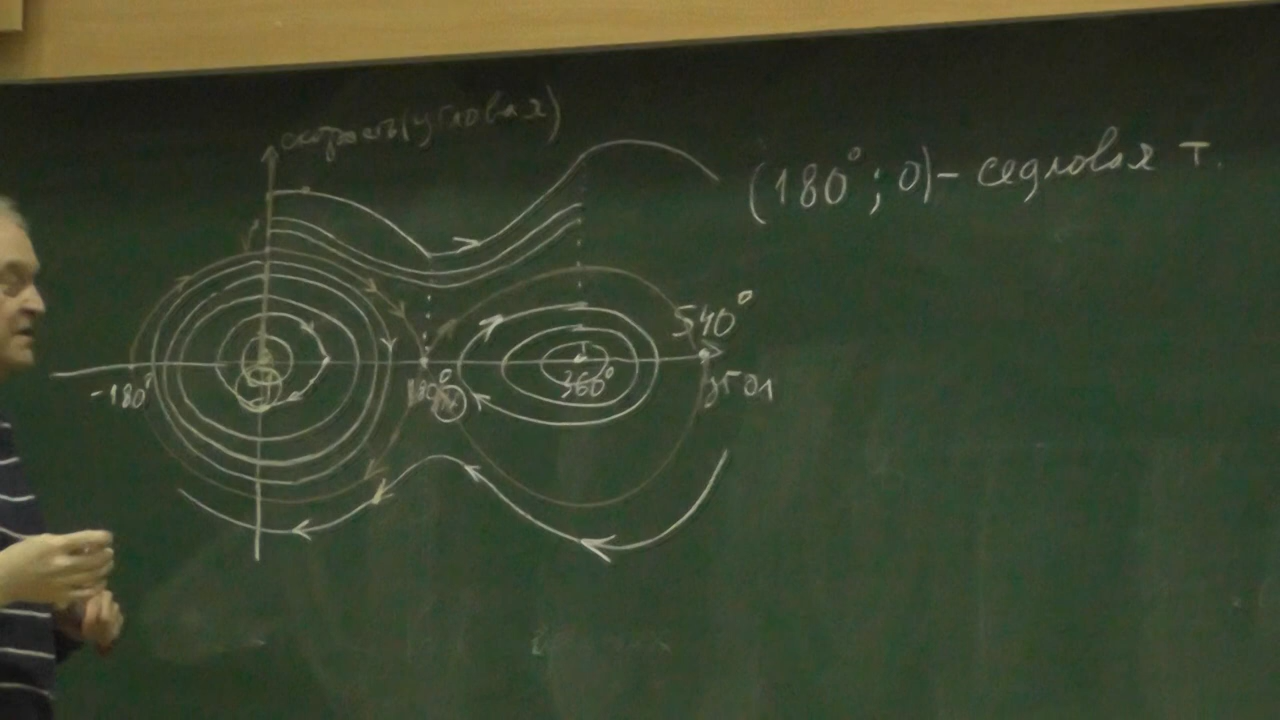 скорость (угловая)
(180°; 0) – седловая т.
540°
-180°
180°
360°
угол